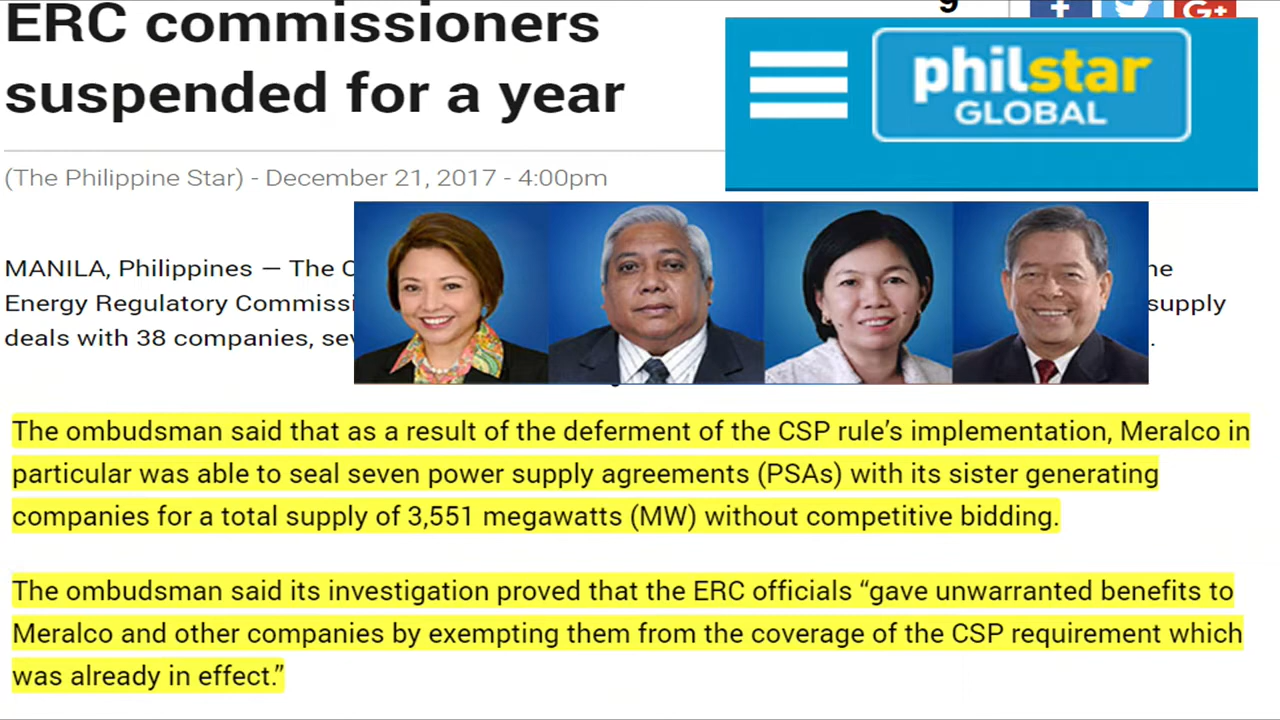 ERC commissioners
suspended for a year
philstar
GLOBAL
(The Philippine Star) - December 21, 2017 - 4:00pm
MANILA, Philippines — The
Energy Regulatory supply
deals with 38 companies,
The ombudsman said that as a result of the deferment of the CSP rule's implementation, Meralco in
particular was able to seal seven power supply agreements (PSAs) with its sister generating
companies for a total supply of 3,551 megawatts (MW) without competitive bidding.
The ombudsman said its investigation proved that the ERC officials “gave unwarranted benefits to
Meralco and other companies by exempting them from the coverage of the CSP requirement which
was already in effect.”